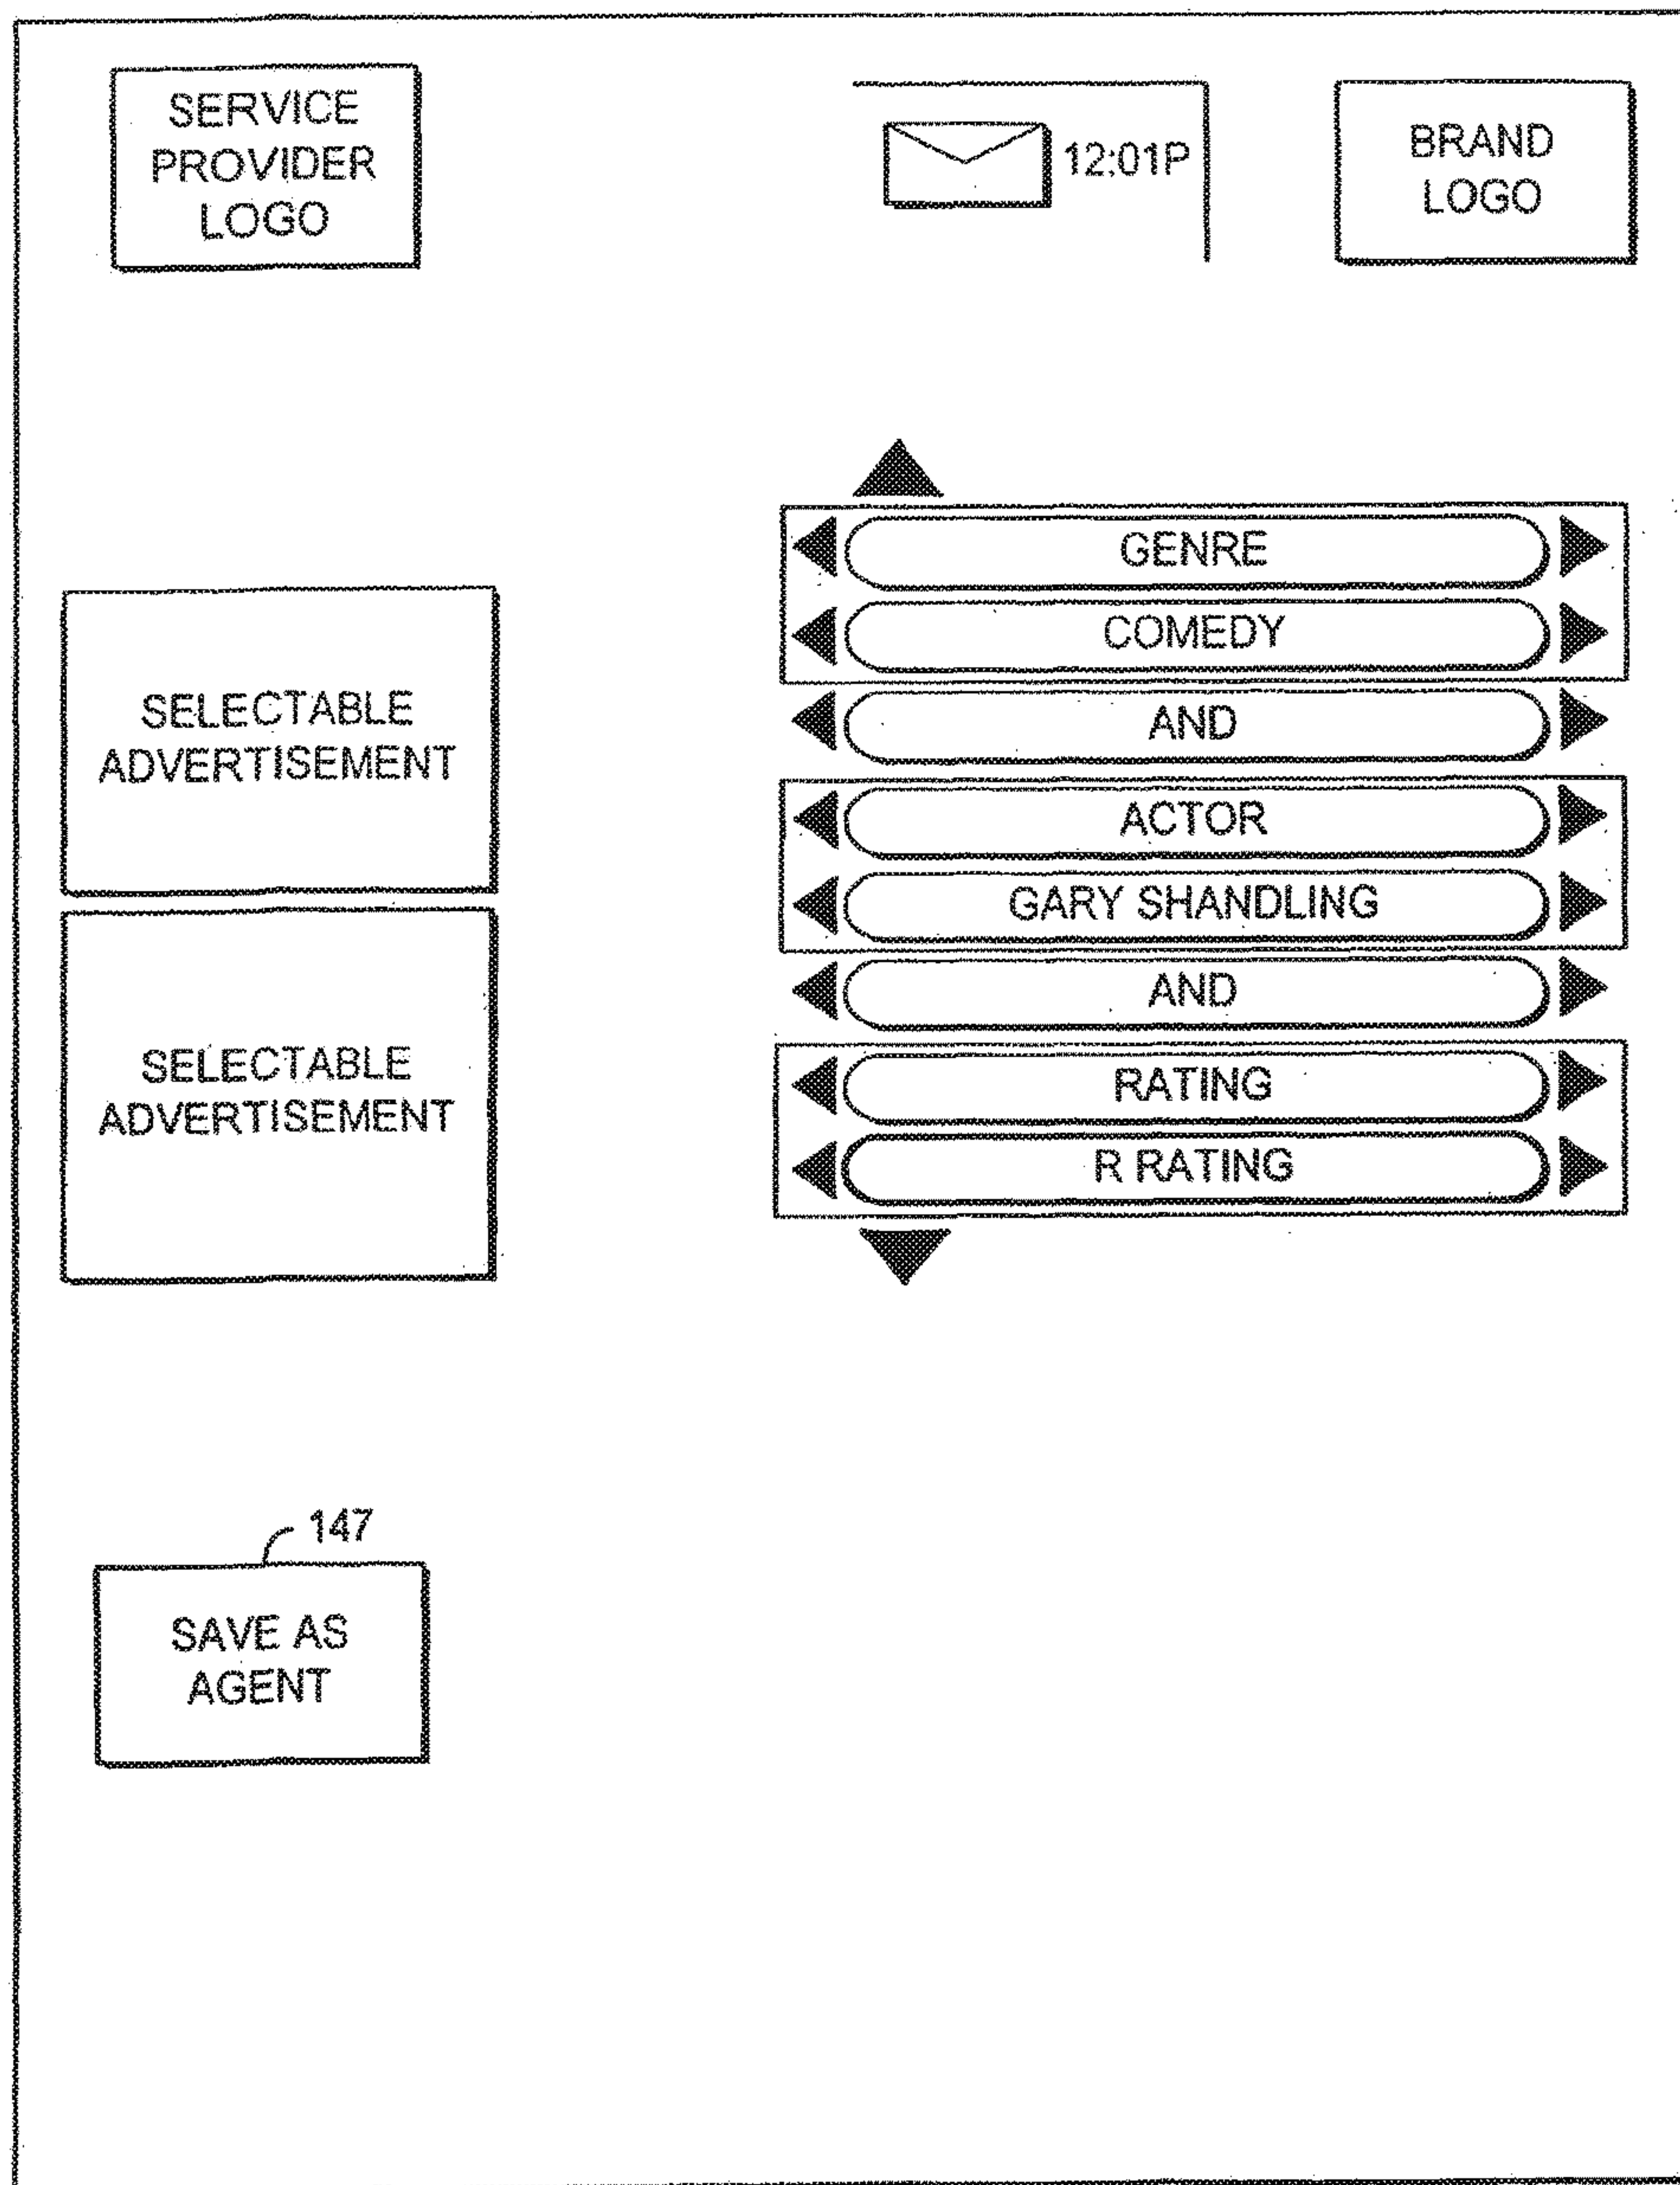 SERVICE
PROVIDER
LOGO
12:01P
BRAND
LOGO
GENRE
COMEDY
AND
ACTOR
GARY SHANDLING
AND
RATING
R RATING
SELECTABLE
ADVERTISEMENT
SELECTABLE
ADVERTISEMENT
147
SAVE AS
AGENT